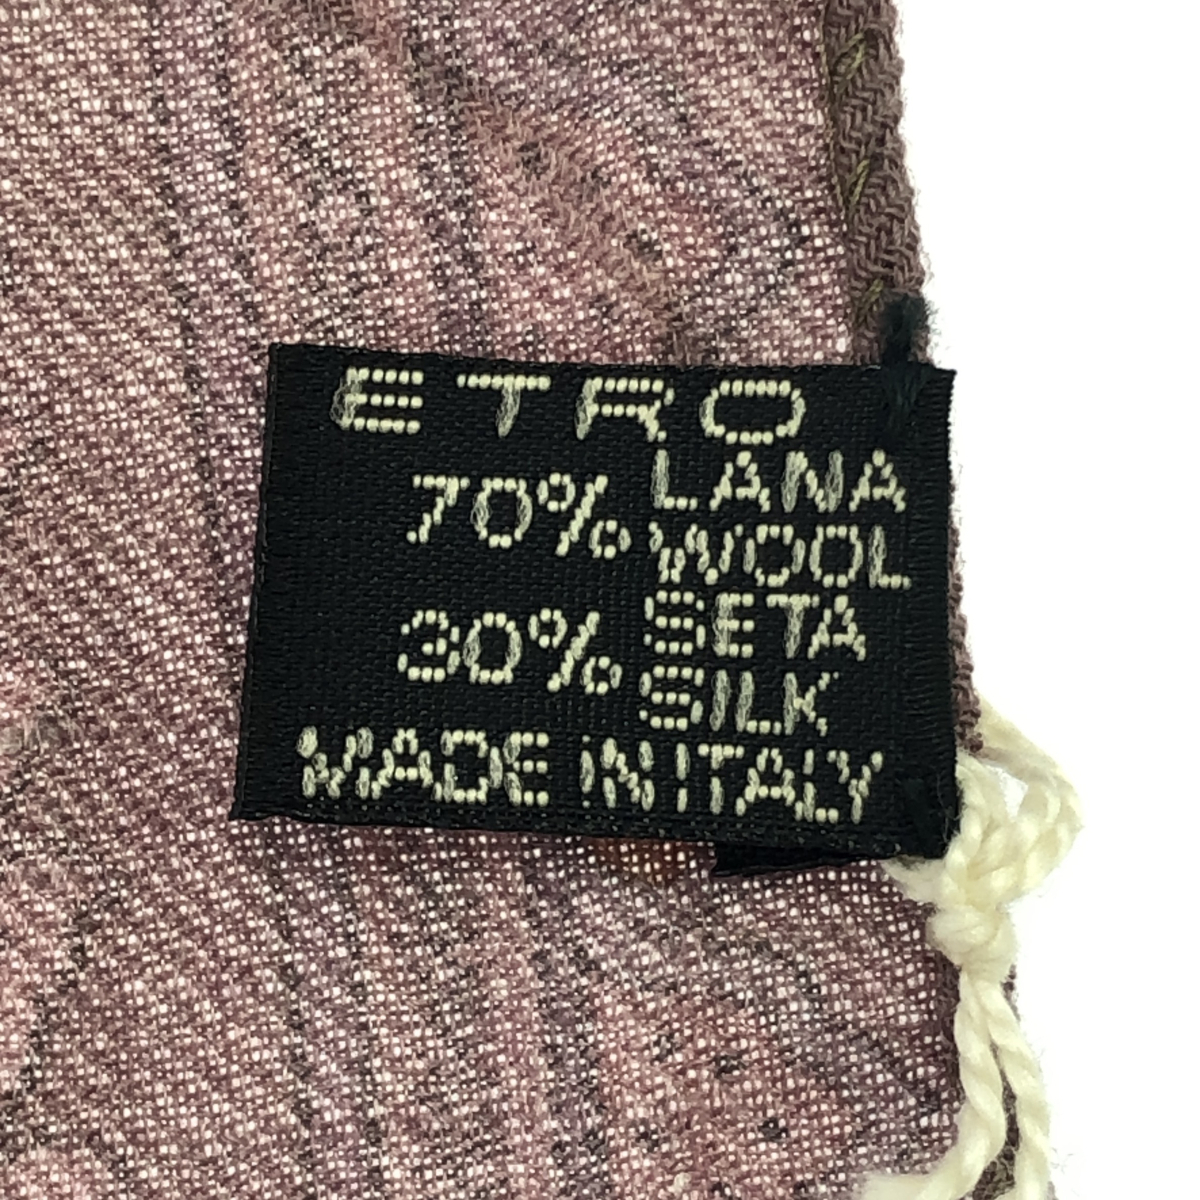 ETRO
70% LANA
WOOL
30% SETA
SILK
MADE IN ITALY